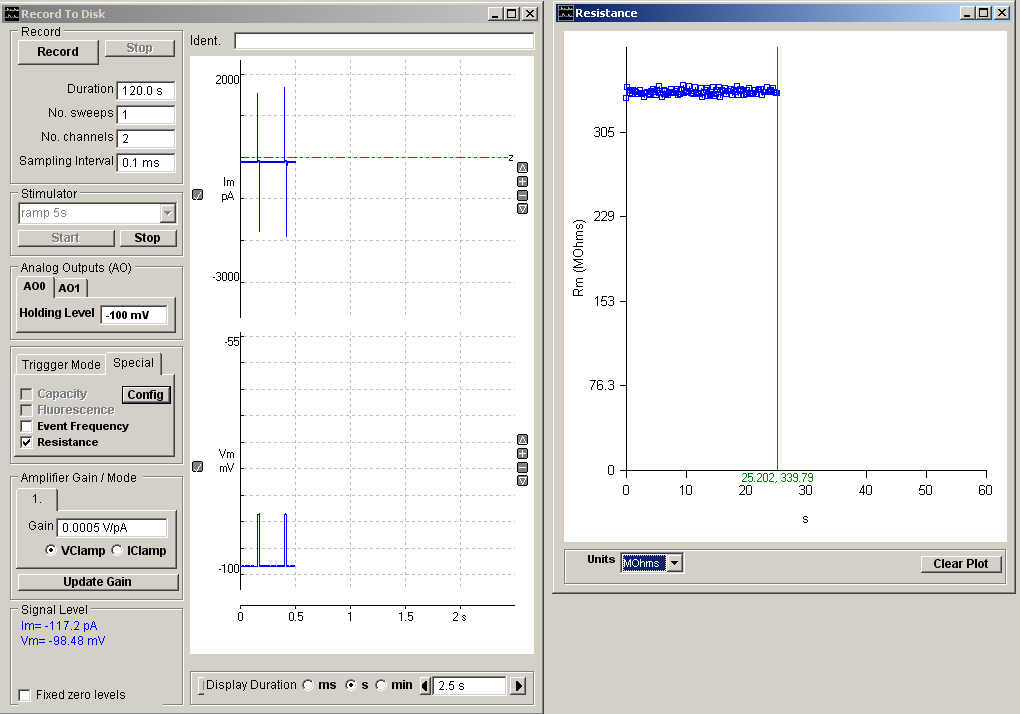 Record To Disk
Record
Record
Stop
Duration 120.0 s
No. sweeps 1
No. channels 2
Sampling Interval 0.1 ms
Stimulator
ramp 5s
Start
Stop
Analog Outputs (AO)
AO0
AO1
Holding Level -100 mV
Triggger Mode
Special
Capacity
Config
Fluorescence
Event Frequency
Resistance
Amplifier Gain / Mode
1.
Gain 0.0005 V/pA
VClamp
IClamp
Update Gain
Signal Level
Im= -117.2 pA
Vm= -98.48 mV
Fixed zero levels
Ident.
2000
z
Im
pA
-3000
-55
Vm
mV
-100
0 0.5 1 1.5 2 s
Display Duration ms s min 2.5 s
Resistance
305
229
Rm (MOhms)
153
76.3
0
25.202, 339.79
0 10 20 30 40 50 60
s
Units MOhms
Clear Plot